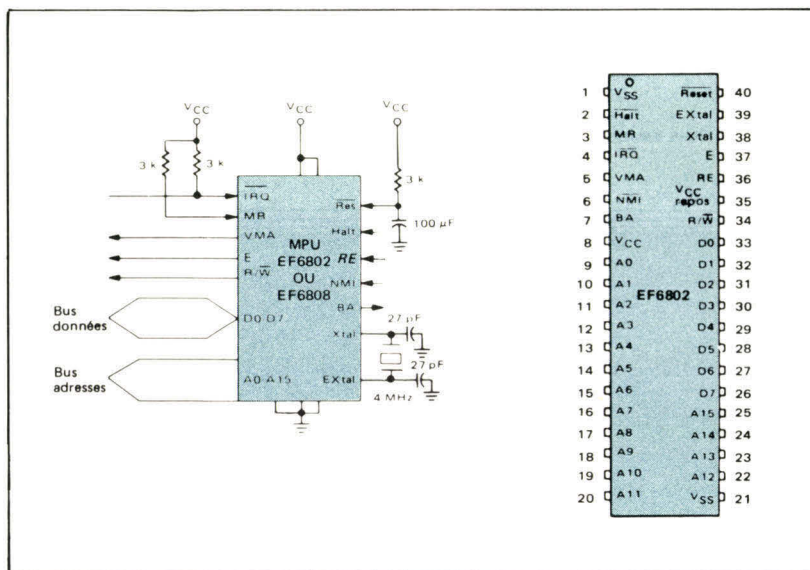 VCC
VCC
VCC
3 k
3 k
3 k
IRQ
MR
VMA
E
R/W
Bus
données
D0-D7
Bus
adresses
A0-A15
MPU
EF6802
OU
EF6808
Res
100 µF
Halt
RE
NMI
BA
27 pF
Xtal
27 pF
EXtal
4 MHz
EF6802
1 VSS Reset 40
2 Halt EXtal 39
3 MR Xtal 38
4 IRQ E 37
5 VMA RE 36
6 NMI VCC repos 35
7 BA R/W 34
8 VCC D0 33
9 A0 D1 32
10 A1 D2 31
11 A2 D3 30
12 A3 D4 29
13 A4 D5 28
14 A5 D6 27
15 A6 D7 26
16 A7 A15 25
17 A8 A14 24
18 A9 A13 23
19 A10 A12 22
20 A11 VSS 21